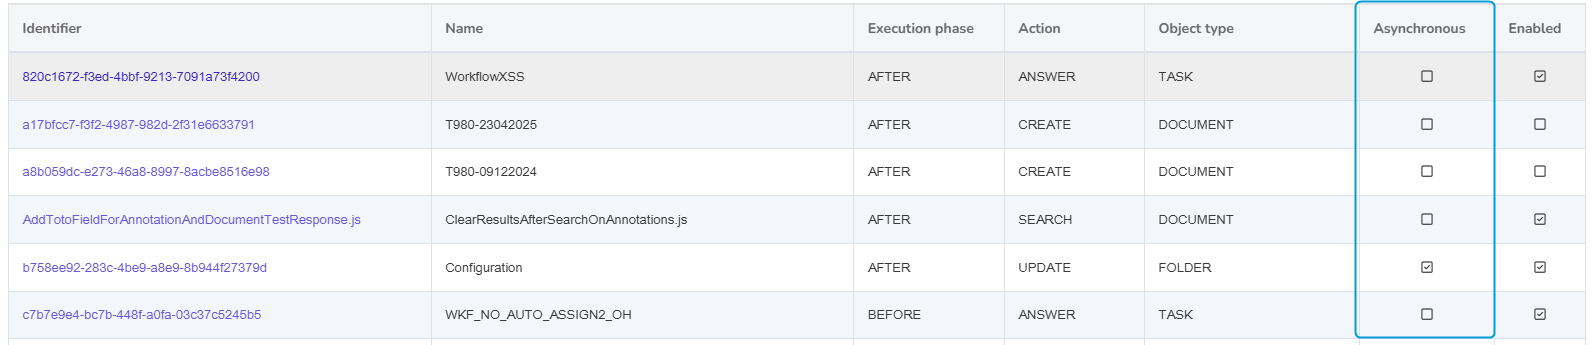 Identifier Name Execution phase Action Object type Asynchronous Enabled
820c1672-f3ed-4bbf-9213-7091a73f4200 WorkflowXSS AFTER ANSWER TASK
a17bfcc7-f3f2-4987-982d-2f31e6633791 T980-23042025 AFTER CREATE DOCUMENT
a8b059dc-e273-46a8-8997-8acbe8516e98 T980-09122024 AFTER CREATE DOCUMENT
AddTotoFieldForAnnotationAndDocumentTestResponse.js ClearResultsAfterSearchOnAnnotations.js AFTER SEARCH DOCUMENT
b758ee92-283c-4be9-a8e9-8b944f27379d Configuration AFTER UPDATE FOLDER
c7b7e9e4-bc7b-448f-a0fa-03c37c5245b5 WKF_NO_AUTO_ASSIGN2_OH BEFORE ANSWER TASK